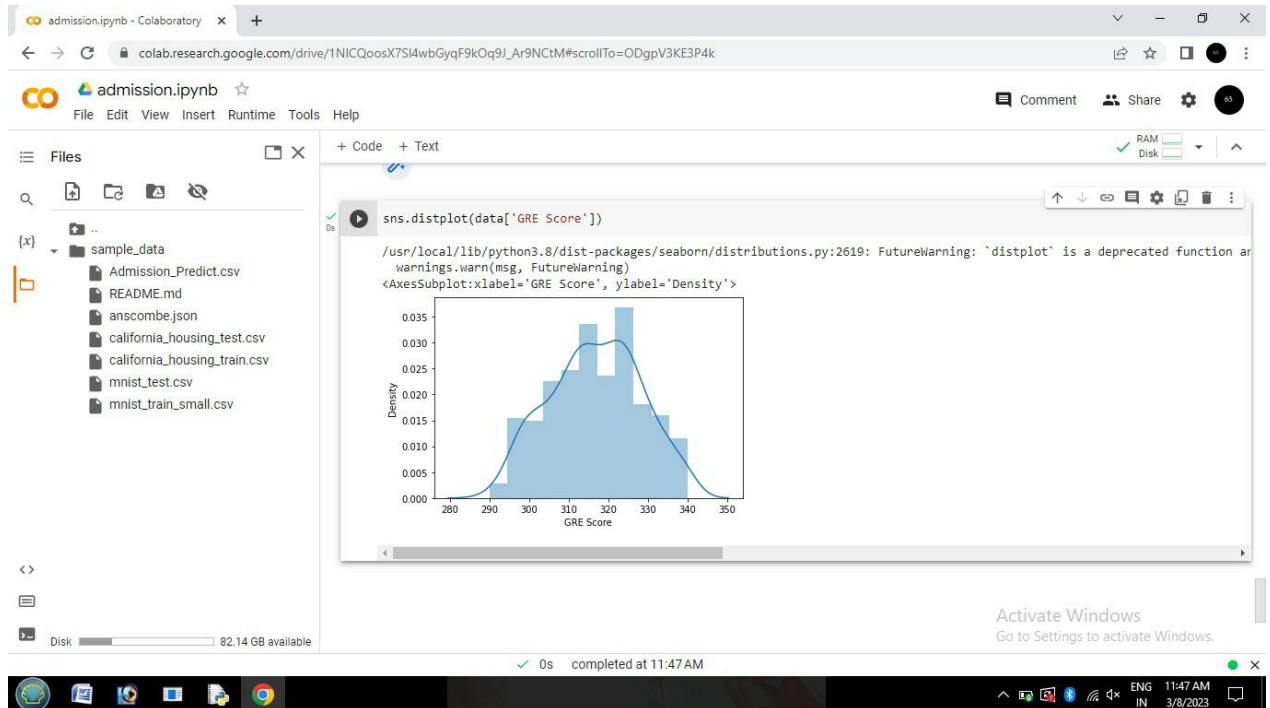 admission.ipynb - Colaboratory
colab.research.google.com/drive/1NICQoosX7Sl4wbGyqF9kOq9J_Ar9NCtM#scrollTo=ODgpV3KE3P4k
admission.ipynb
File Edit View Insert Runtime Tools Help
Comment Share 63
Files
+ Code + Text
RAM
Disk
..
sample_data
Admission_Predict.csv
README.md
anscombe.json
california_housing_test.csv
california_housing_train.csv
mnist_test.csv
mnist_train_small.csv
{x}
0s
sns.distplot(data['GRE Score'])
/usr/local/lib/python3.8/dist-packages/seaborn/distributions.py:2619: FutureWarning: `distplot` is a deprecated function an
warnings.warn(msg, FutureWarning)
<AxesSubplot:xlabel='GRE Score', ylabel='Density'>
0.035
0.030
0.025
0.020
0.015
0.010
0.005
0.000
Density
280 290 300 310 320 330 340 350
GRE Score
Disk 82.14 GB available
Activate Windows
Go to Settings to activate Windows.
0s completed at 11:47 AM
ENG 11:47 AM
IN 3/8/2023